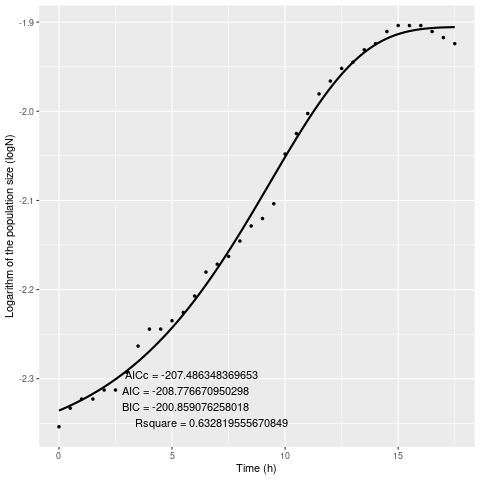 -1.9
-2.0
-2.1
-2.2
-2.3
Logarithm of the population size (logN)
AICc = -207.486348369653
AIC = -208.776670950298
BIC = -200.859076258018
Rsquare = 0.632819555670849
0 5 10 15
Time (h)